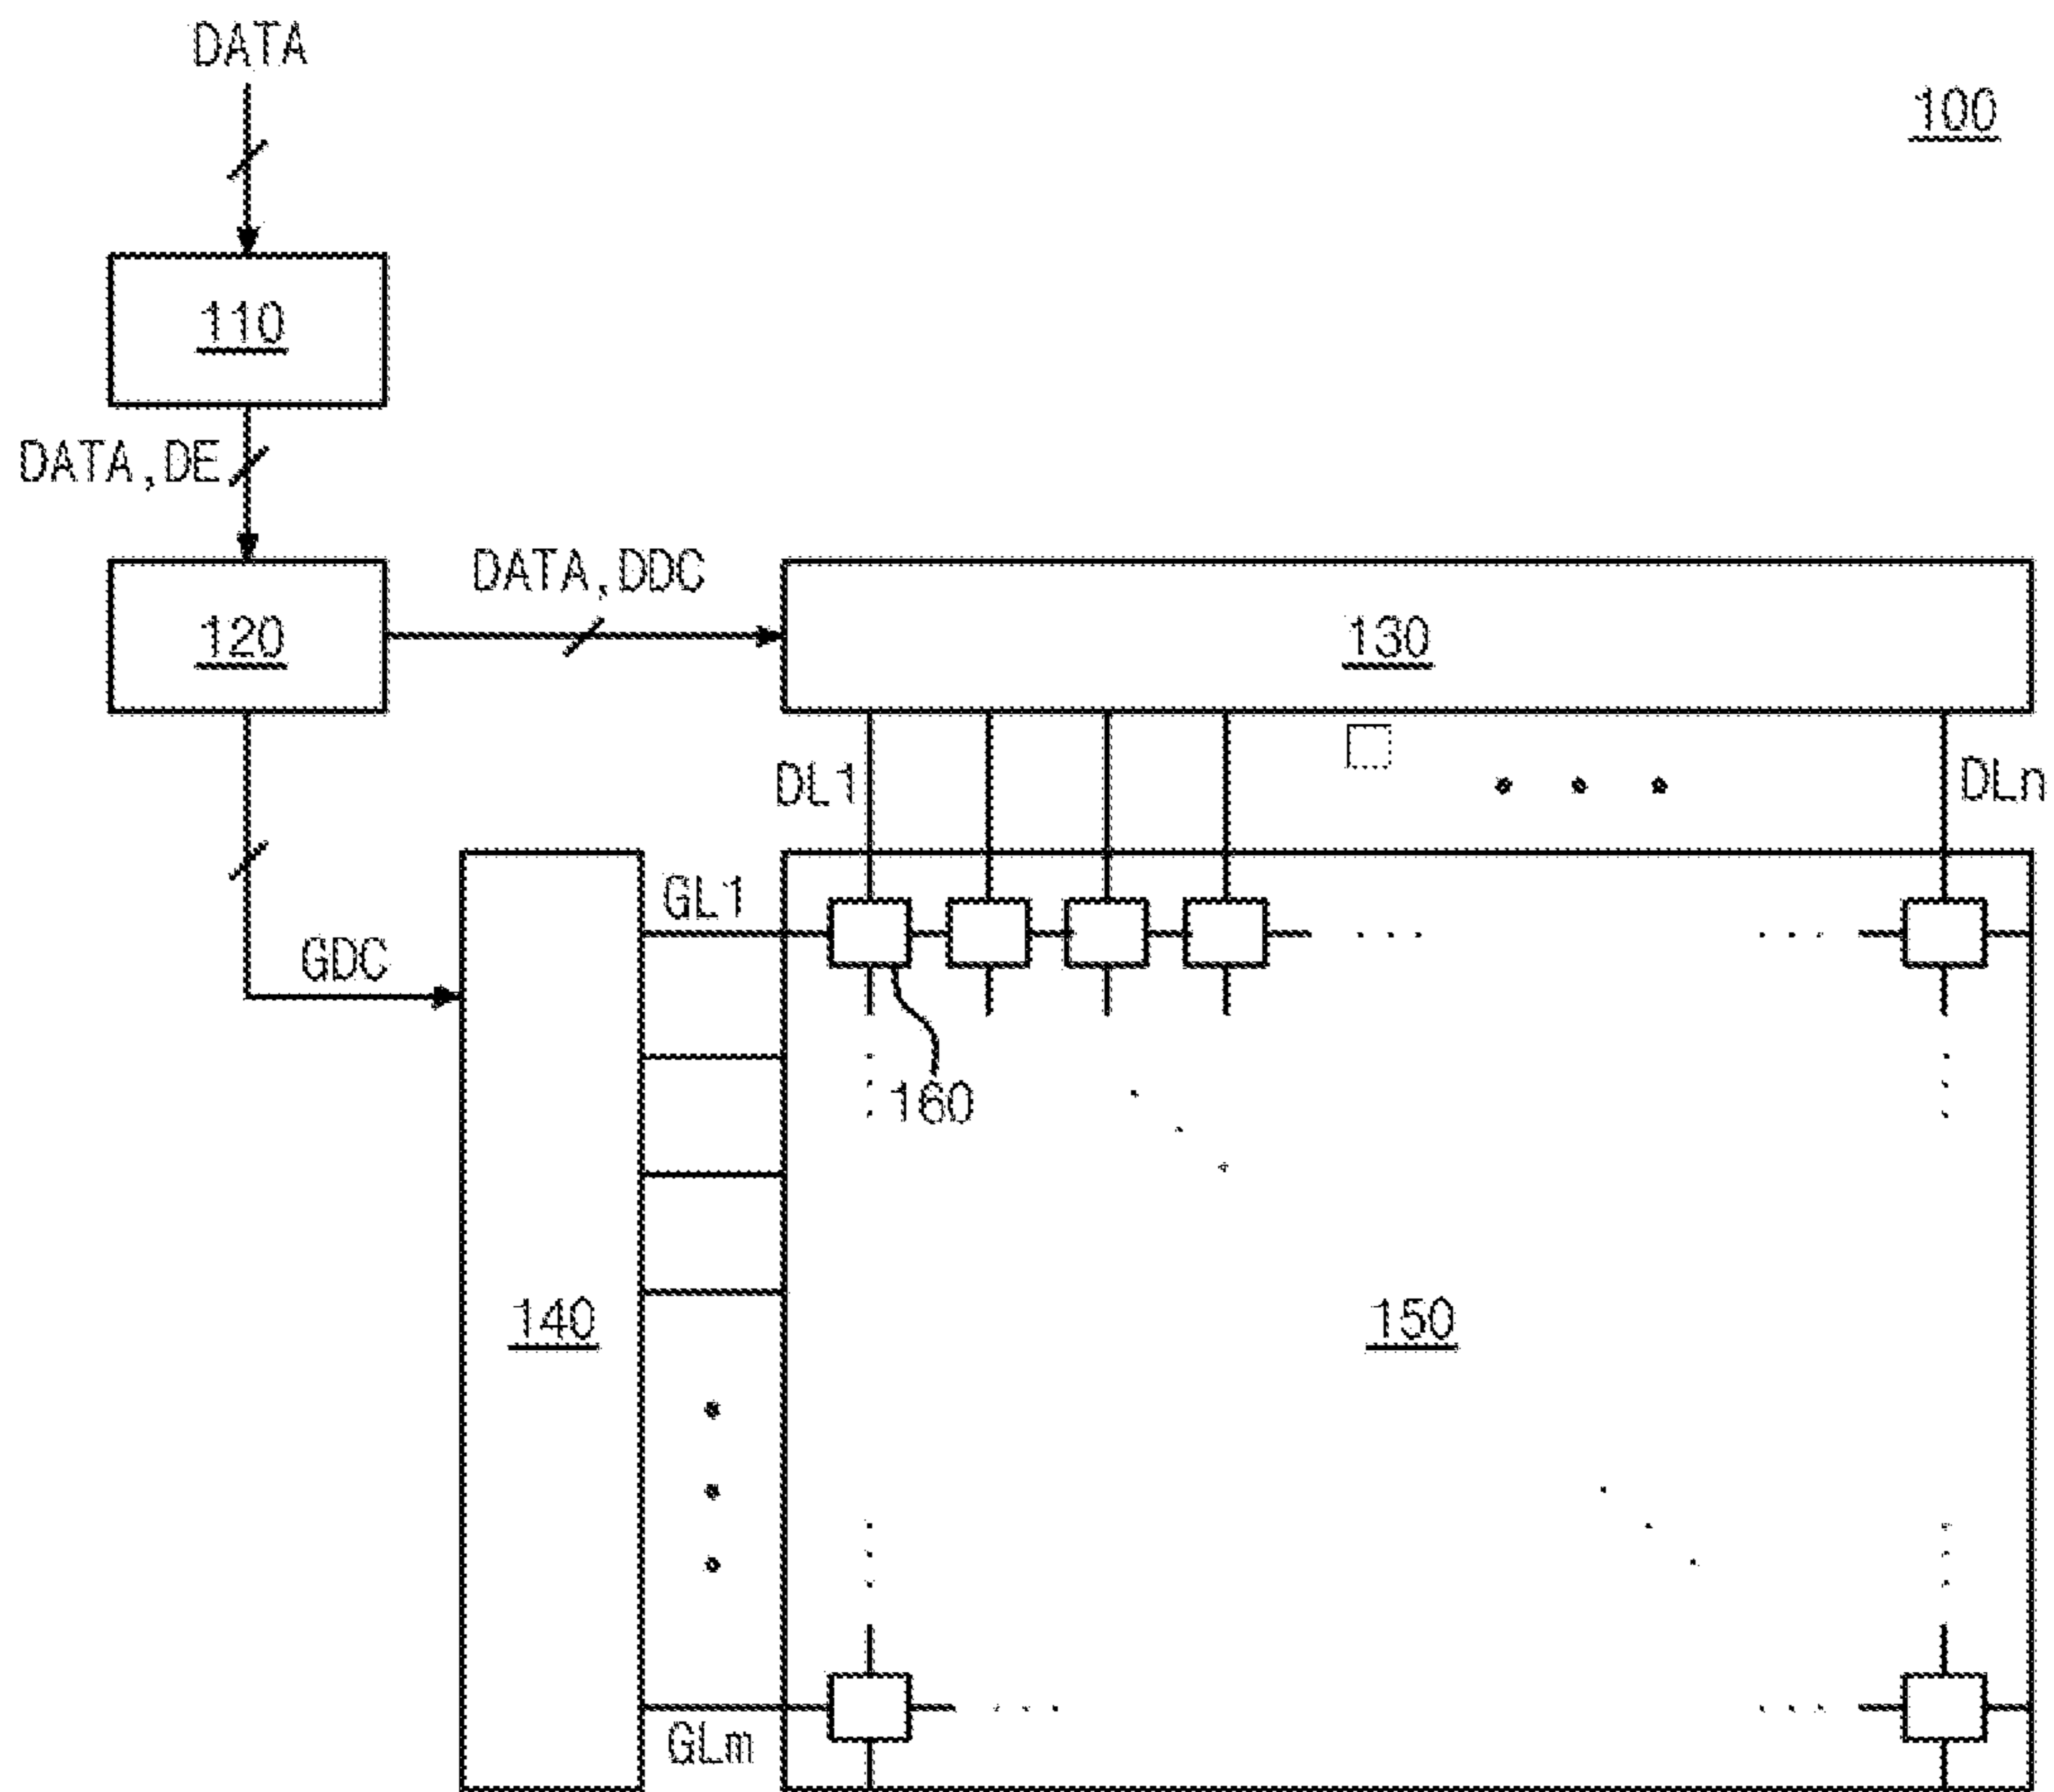 DATA
100
110
DATA,DE
120
DATA,DDC
130
DL1
DLn
GL1
GDC
160
140
150
GLm